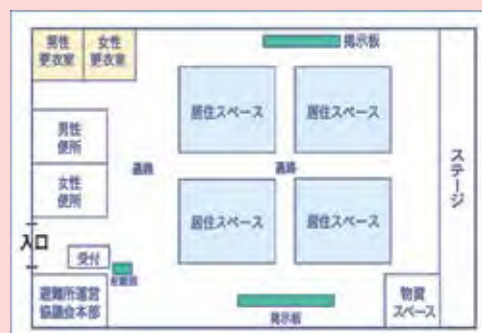 男性
更衣室
女性
更衣室
掲示板
居住スペース
居住スペース
男性
便所
通路
通路
ステージ
女性
便所
居住スペース
居住スペース
入口
受付
避難所運営
協議会本部
物資
スペース
掲示板